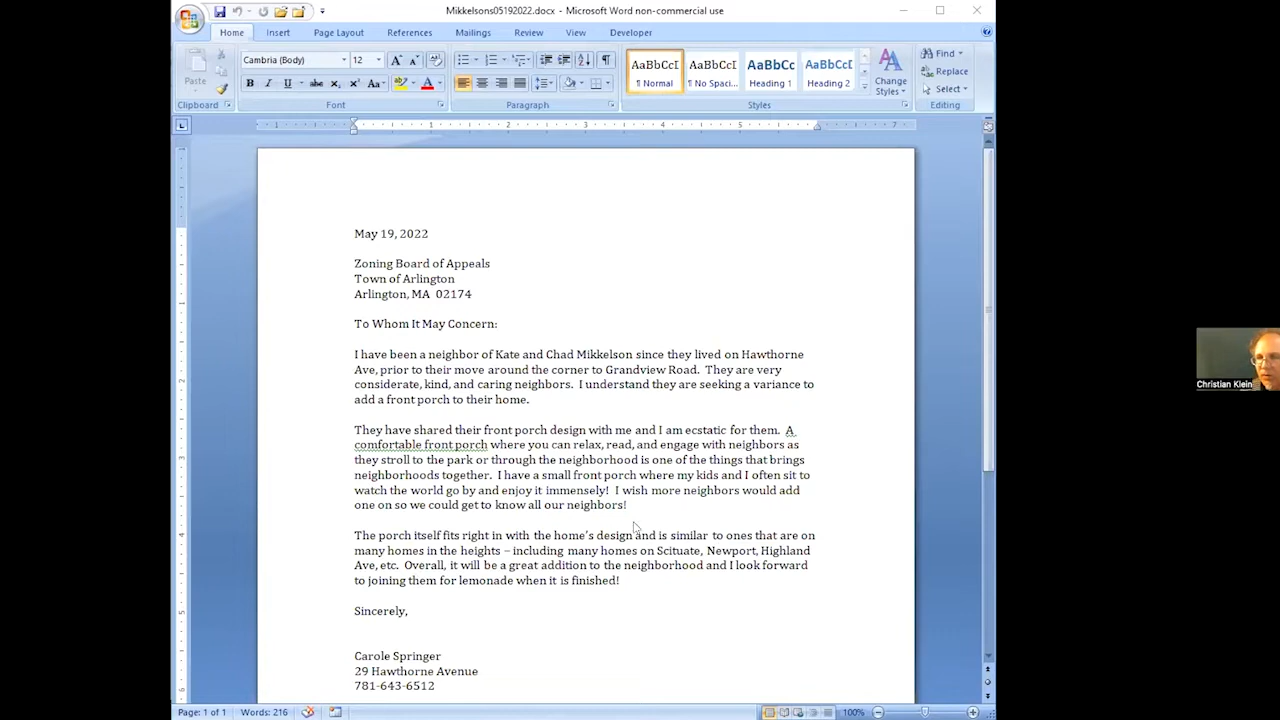 Mikkelsons05192022.docx - Microsoft Word non-commercial use
Home Insert Page Layout References Mailings Review View Developer
Cambria (Body) 12
AaBbCcI AaBbCcI AaBbCc AaBbCcI
Paste
¶ Normal ¶ No Spaci... Heading 1 Heading 2
Change Styles
Find
Replace
Select
Clipboard Font Paragraph Styles Editing
May 19, 2022
Zoning Board of Appeals
Town of Arlington
Arlington, MA 02174
To Whom It May Concern:
I have been a neighbor of Kate and Chad Mikkelson since they lived on Hawthorne
Ave, prior to their move around the corner to Grandview Road. They are very
considerate, kind, and caring neighbors. I understand they are seeking a variance to
add a front porch to their home.
They have shared their front porch design with me and I am ecstatic for them. A
comfortable front porch where you can relax, read, and engage with neighbors as
they stroll to the park or through the neighborhood is one of the things that brings
neighborhoods together. I have a small front porch where my kids and I often sit to
watch the world go by and enjoy it immensely! I wish more neighbors would add
one on so we could get to know all our neighbors!
The porch itself fits right in with the home's design and is similar to ones that are on
many homes in the heights – including many homes on Scituate, Newport, Highland
Ave, etc. Overall, it will be a great addition to the neighborhood and I look forward
to joining them for lemonade when it is finished!
Sincerely,
Carole Springer
29 Hawthorne Avenue
781-643-6512
Page: 1 of 1 Words: 216 100%
Christian Klein